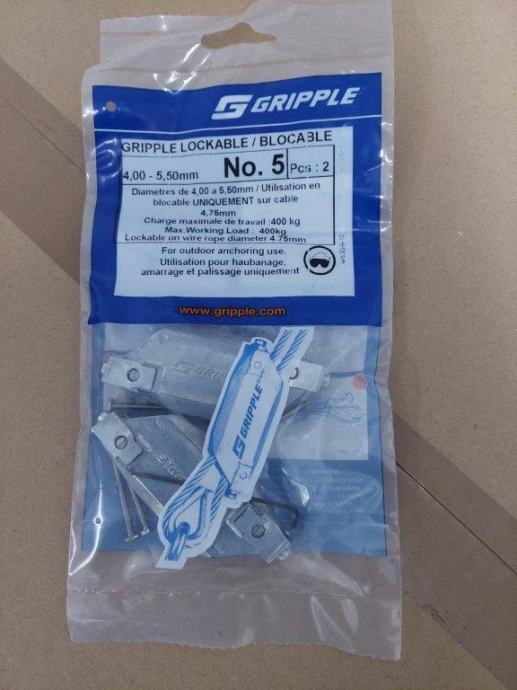 GRIPPLE
GRIPPLE LOCKABLE / BLOCABLE
4,00 - 5,50mm No. 5 Pcs : 2
Diametres de 4,00 a 5,50mm / Utilisation en
blocable UNIQUEMENT sur cable
4,75mm
Charge maximale de travail :400 kg
Max.Working Load : 400kg
Lockable on wire rope diameter 4.75mm
For outdoor anchoring use.
Utilisation pour haubanage,
amarrage et palissage uniquement
www.gripple.com
GRIPPLE
GRIPPLE